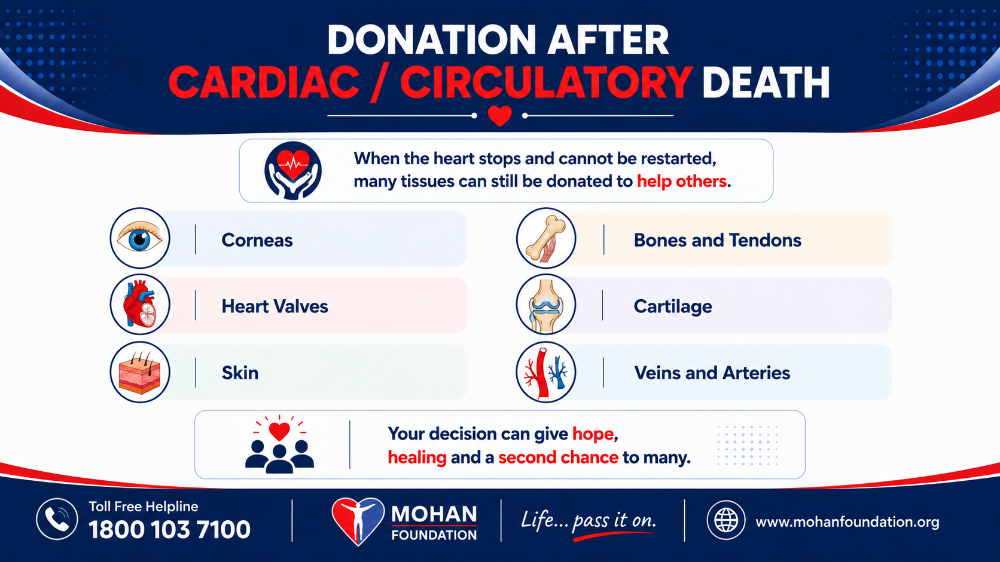 DONATION AFTER
CARDIAC / CIRCULATORY DEATH
When the heart stops and cannot be restarted,
many tissues can still be donated to help others.
Corneas
Bones and Tendons
Heart Valves
Cartilage
Skin
Veins and Arteries
Your decision can give hope,
healing and a second chance to many.
Toll Free Helpline
1800 103 7100
MOHAN
FOUNDATION
Life... pass it on.
www.mohanfoundation.org